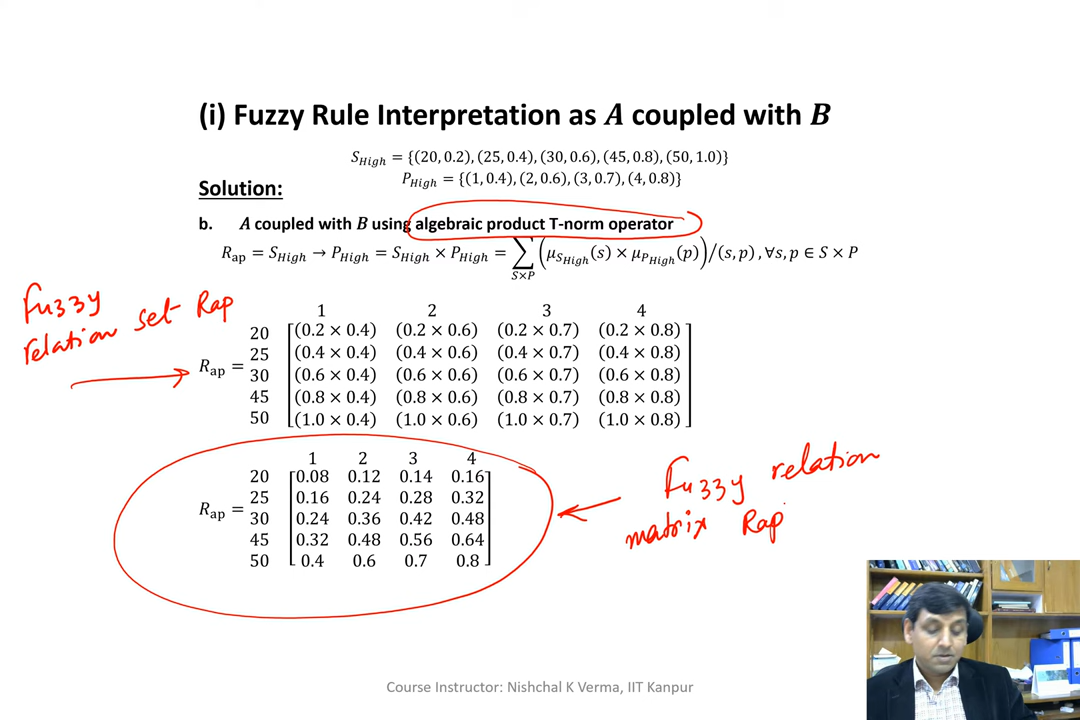 (i) Fuzzy Rule Interpretation as A coupled with B
S_High = {(20, 0.2), (25, 0.4), (30, 0.6), (45, 0.8), (50, 1.0)}
P_High = {(1, 0.4), (2, 0.6), (3, 0.7), (4, 0.8)}
Solution:
b. A coupled with B using algebraic product T-norm operator
R_ap = S_High → P_High = S_High × P_High = ∑_{S×P} (μ_{S_High}(s) × μ_{P_High}(p))/(s, p), ∀s, p ∈ S × P
Fuzzy
relation set Rap
1 2 3 4
20 [(0.2 × 0.4) (0.2 × 0.6) (0.2 × 0.7) (0.2 × 0.8)]
25 (0.4 × 0.4) (0.4 × 0.6) (0.4 × 0.7) (0.4 × 0.8)
R_ap = 30 (0.6 × 0.4) (0.6 × 0.6) (0.6 × 0.7) (0.6 × 0.8)
45 (0.8 × 0.4) (0.8 × 0.6) (0.8 × 0.7) (0.8 × 0.8)
50 [(1.0 × 0.4) (1.0 × 0.6) (1.0 × 0.7) (1.0 × 0.8)]
1 2 3 4
20 [0.08 0.12 0.14 0.16]
25 0.16 0.24 0.28 0.32
R_ap = 30 0.24 0.36 0.42 0.48
45 0.32 0.48 0.56 0.64
50 [0.4 0.6 0.7 0.8]
Fuzzy relation
matrix Rap
Course Instructor: Nishchal K Verma, IIT Kanpur